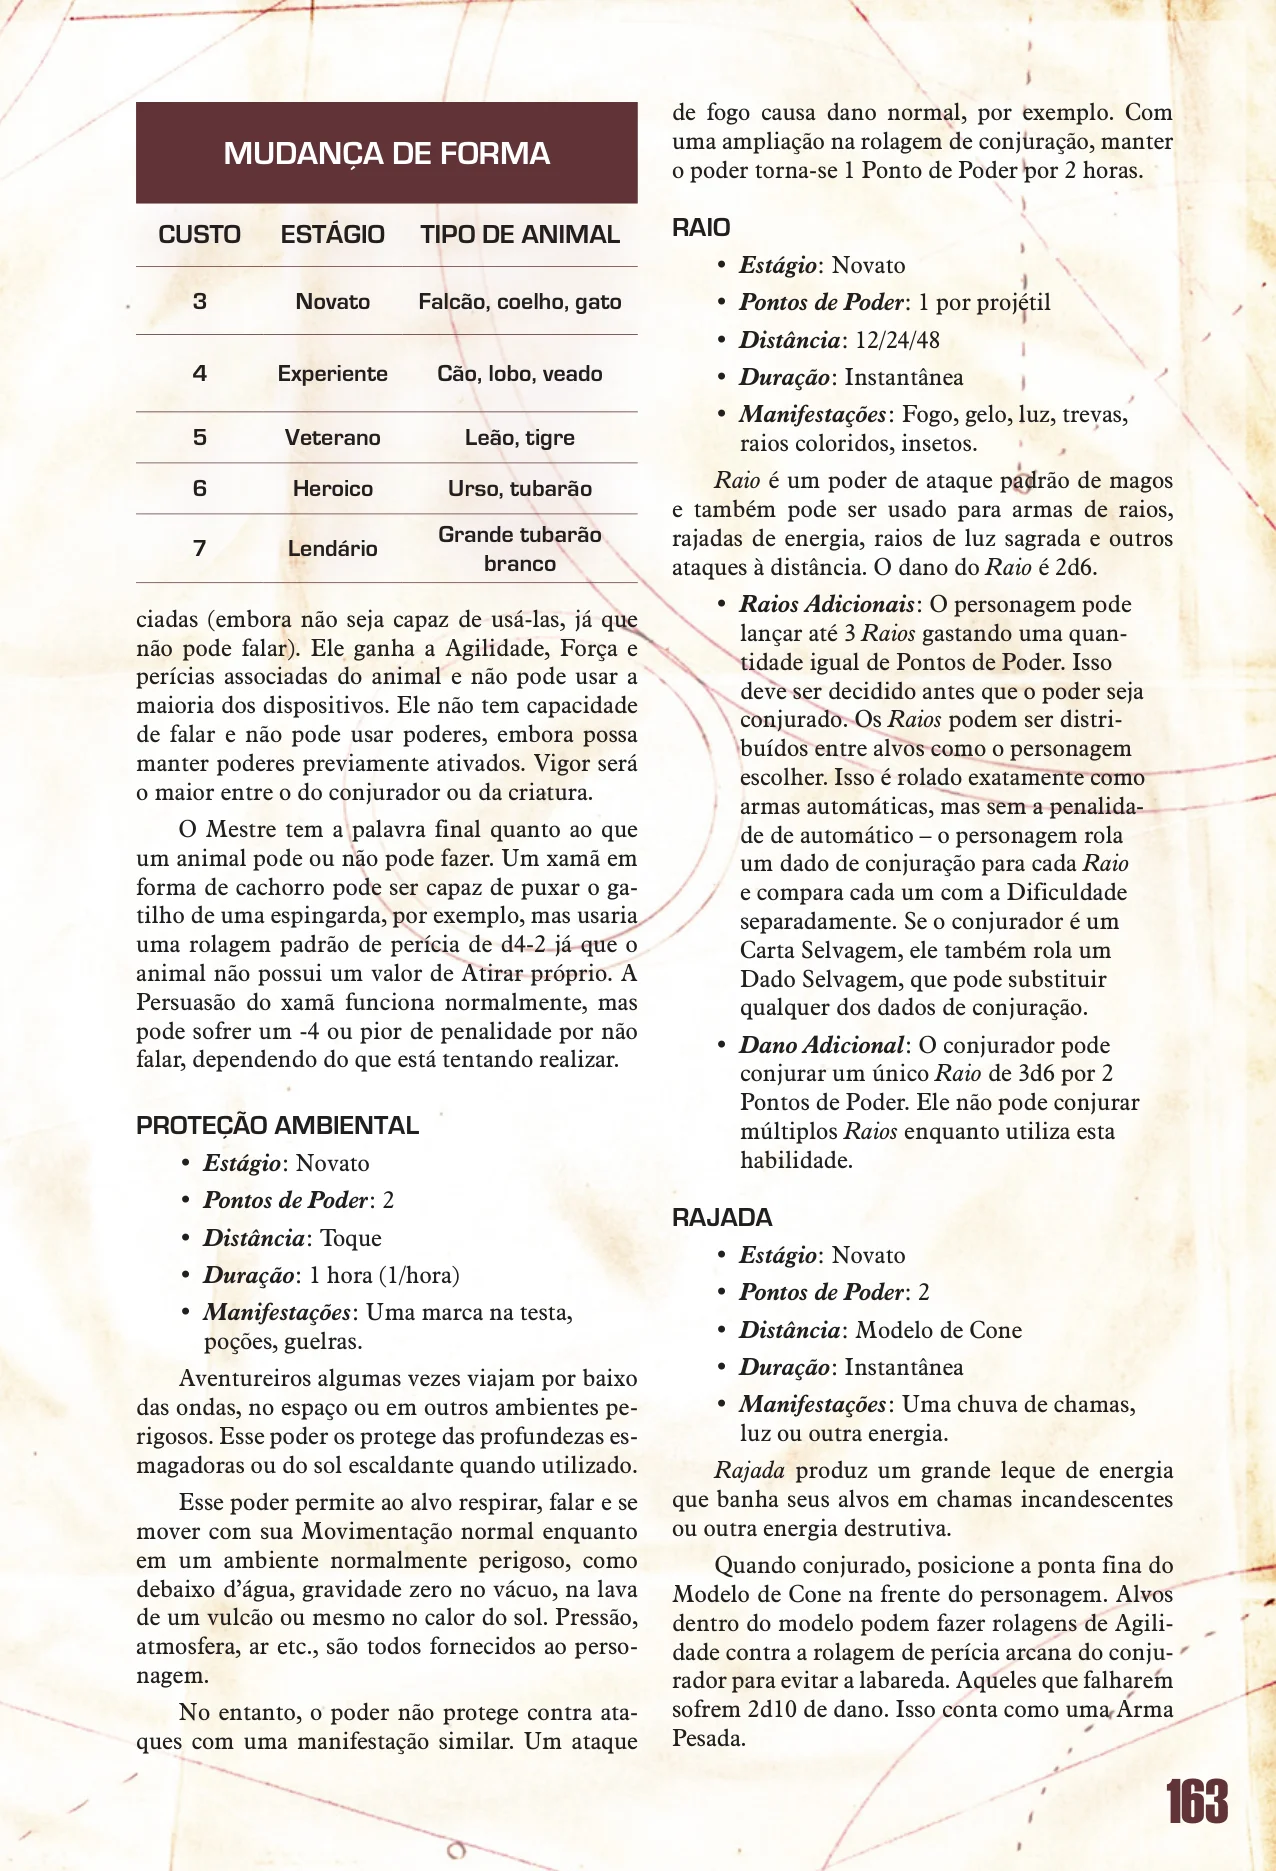 MUDANÇA DE FORMA
CUSTO ESTÁGIO TIPO DE ANIMAL
3 Novato Falcão, coelho, gato
4 Experiente Cão, lobo, veado
5 Veterano Leão, tigre
6 Heroico Urso, tubarão
7 Lendário Grande tubarão
branco
ciadas (embora não seja capaz de usá-las, já que
não pode falar). Ele ganha a Agilidade, Força e
perícias associadas do animal e não pode usar a
maioria dos dispositivos. Ele não tem capacidade
de falar e não pode usar poderes, embora possa
manter poderes previamente ativados. Vigor será
o maior entre o do conjurador ou da criatura.
O Mestre tem a palavra final quanto ao que
um animal pode ou não pode fazer. Um xamã em
forma de cachorro pode ser capaz de puxar o ga-
tilho de uma espingarda, por exemplo, mas usaria
uma rolagem padrão de perícia de d4-2 já que o
animal não possui um valor de Atirar próprio. A
Persuasão do xamã funciona normalmente, mas
pode sofrer um -4 ou pior de penalidade por não
falar, dependendo do que está tentando realizar.
PROTEÇÃO AMBIENTAL
• Estágio: Novato
• Pontos de Poder: 2
• Distância: Toque
• Duração: 1 hora (1/hora)
• Manifestações: Uma marca na testa,
poções, guelras.
Aventureiros algumas vezes viajam por baixo
das ondas, no espaço ou em outros ambientes pe-
rigosos. Esse poder os protege das profundezas es-
magadoras ou do sol escaldante quando utilizado.
Esse poder permite ao alvo respirar, falar e se
mover com sua Movimentação normal enquanto
em um ambiente normalmente perigoso, como
debaixo d’água, gravidade zero no vácuo, na lava
de um vulcão ou mesmo no calor do sol. Pressão,
atmosfera, ar etc., são todos fornecidos ao perso-
nagem.
No entanto, o poder não protege contra ata-
ques com uma manifestação similar. Um ataque
de fogo causa dano normal, por exemplo. Com
uma ampliação na rolagem de conjuração, manter
o poder torna-se 1 Ponto de Poder por 2 horas.
RAIO
• Estágio: Novato
• Pontos de Poder: 1 por projétil
• Distância: 12/24/48
• Duração: Instantânea
• Manifestações: Fogo, gelo, luz, trevas,
raios coloridos, insetos.
Raio é um poder de ataque padrão de magos
e também pode ser usado para armas de raios,
rajadas de energia, raios de luz sagrada e outros
ataques à distância. O dano do Raio é 2d6.
• Raios Adicionais: O personagem pode
lançar até 3 Raios gastando uma quan-
tidade igual de Pontos de Poder. Isso
deve ser decidido antes que o poder seja
conjurado. Os Raios podem ser distri-
buídos entre alvos como o personagem
escolher. Isso é rolado exatamente como
armas automáticas, mas sem a penalida-
de de automático – o personagem rola
um dado de conjuração para cada Raio
e compara cada um com a Dificuldade
separadamente. Se o conjurador é um
Carta Selvagem, ele também rola um
Dado Selvagem, que pode substituir
qualquer dos dados de conjuração.
• Dano Adicional: O conjurador pode
conjurar um único Raio de 3d6 por 2
Pontos de Poder. Ele não pode conjurar
múltiplos Raios enquanto utiliza esta
habilidade.
RAJADA
• Estágio: Novato
• Pontos de Poder: 2
• Distância: Modelo de Cone
• Duração: Instantânea
• Manifestações: Uma chuva de chamas,
luz ou outra energia.
Rajada produz um grande leque de energia
que banha seus alvos em chamas incandescentes
ou outra energia destrutiva.
Quando conjurado, posicione a ponta fina do
Modelo de Cone na frente do personagem. Alvos
dentro do modelo podem fazer rolagens de Agili-
dade contra a rolagem de perícia arcana do conju-
rador para evitar a labareda. Aqueles que falharem
sofrem 2d10 de dano. Isso conta como uma Arma
Pesada.
163